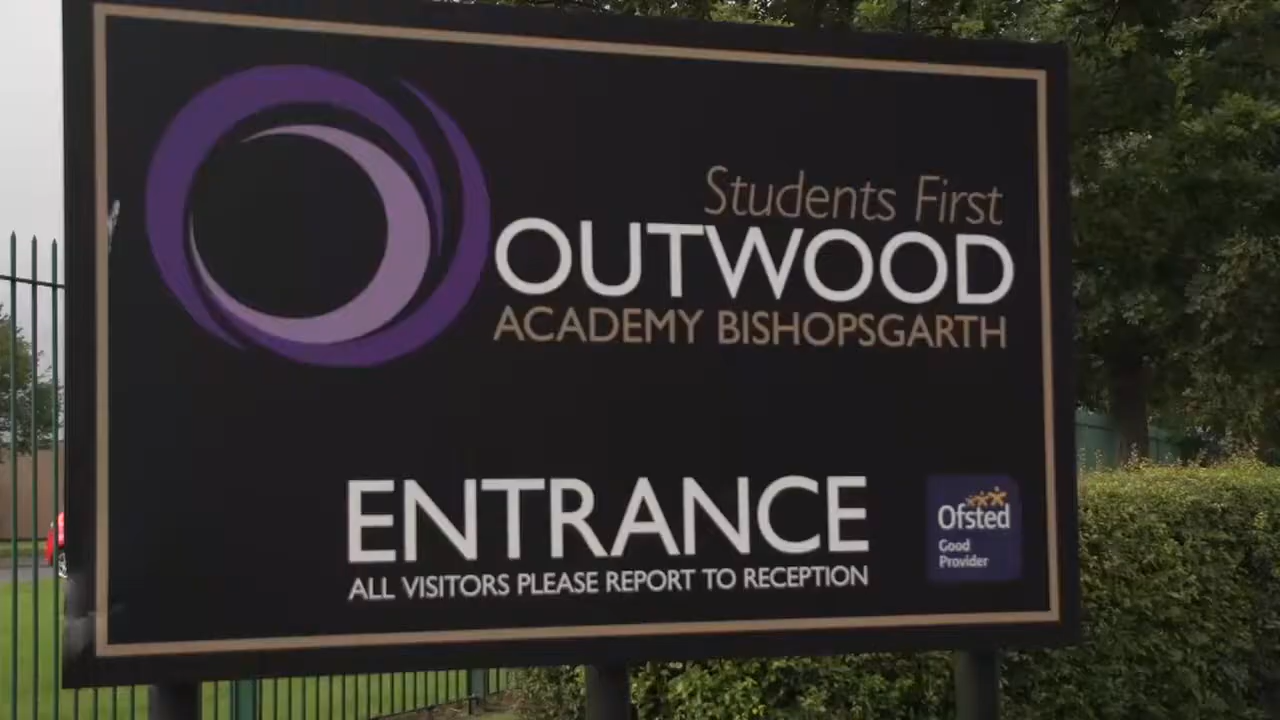 Students First
OUTWOOD
ACADEMY BISHOPSGARTH
ENTRANCE
ALL VISITORS PLEASE REPORT TO RECEPTION
Ofsted
Good
Provider